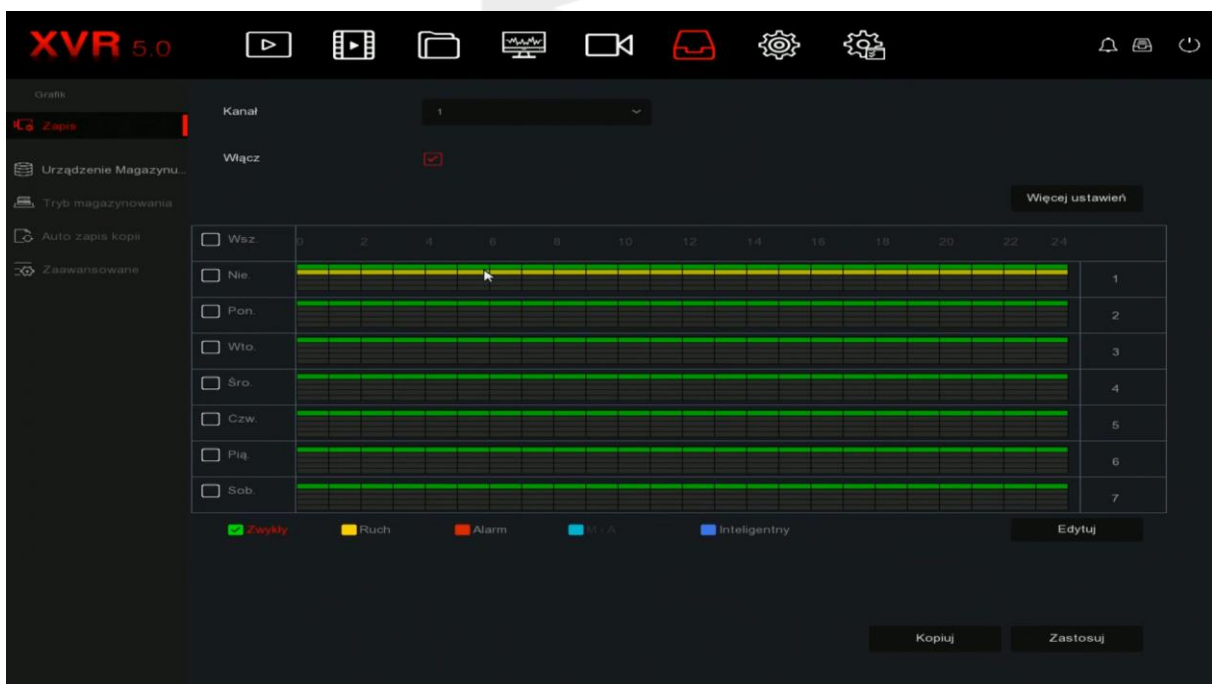 XVR 5.0
Grafik
Zapis
Urządzenie Magazynu...
Tryb magazynowania
Auto zapis kopii
Zaawansowane
Kanał 1
Włącz
Więcej ustawień
Wsz. 0 2 4 6 8 10 12 14 16 18 20 22 24
Nie. 1
Pon. 2
Wto. 3
Śro. 4
Czw. 5
Pią. 6
Sob. 7
Zwykły Ruch Alarm M - A Inteligentny Edytuj
Kopiuj Zastosuj